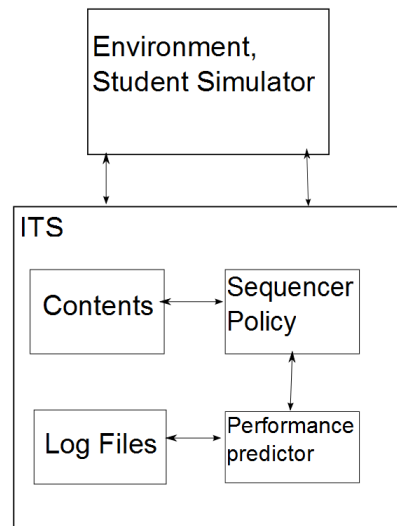 Environment,
Student Simulator
ITS
Contents
Sequencer
Policy
Log Files
Performance
predictor